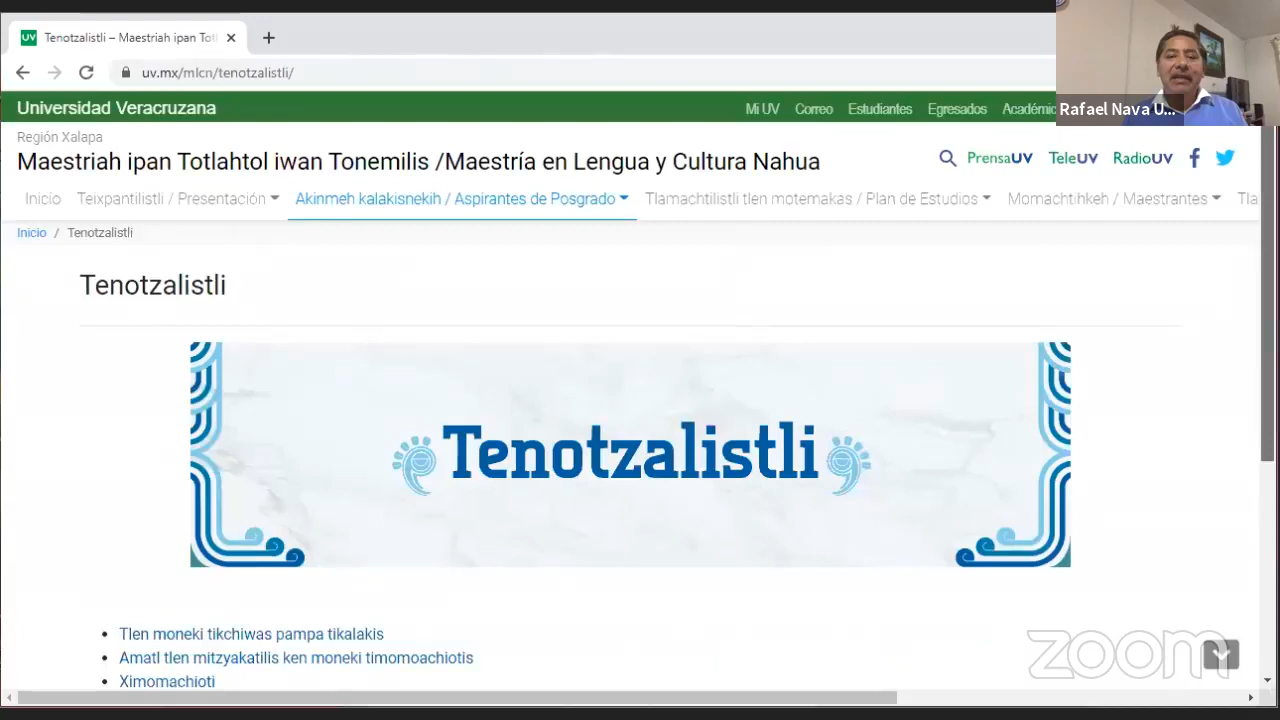 UV Tenotzalistli – Maestriah ipan Totl
uv.mx/mlcn/tenotzalistli/
Universidad Veracruzana
Mi UV Correo Estudiantes Egresados Académic
Rafael Nava U...
Región Xalapa
Maestriah ipan Totlahtol iwan Tonemilis /Maestría en Lengua y Cultura Nahua
PrensaUV TeleUV RadioUV
Inicio Teixpantilistli / Presentación Akinmeh kalakisnekih / Aspirantes de Posgrado Tlamachtilistli tlen motemakas / Plan de Estudios Momachtihkeh / Maestrantes Tla
Inicio / Tenotzalistli
Tenotzalistli
Tenotzalistli
Tlen moneki tikchiwas pampa tikalakis
Amatl tlen mitzyakatilis ken moneki timomoachiotis
Ximomachioti
zoom